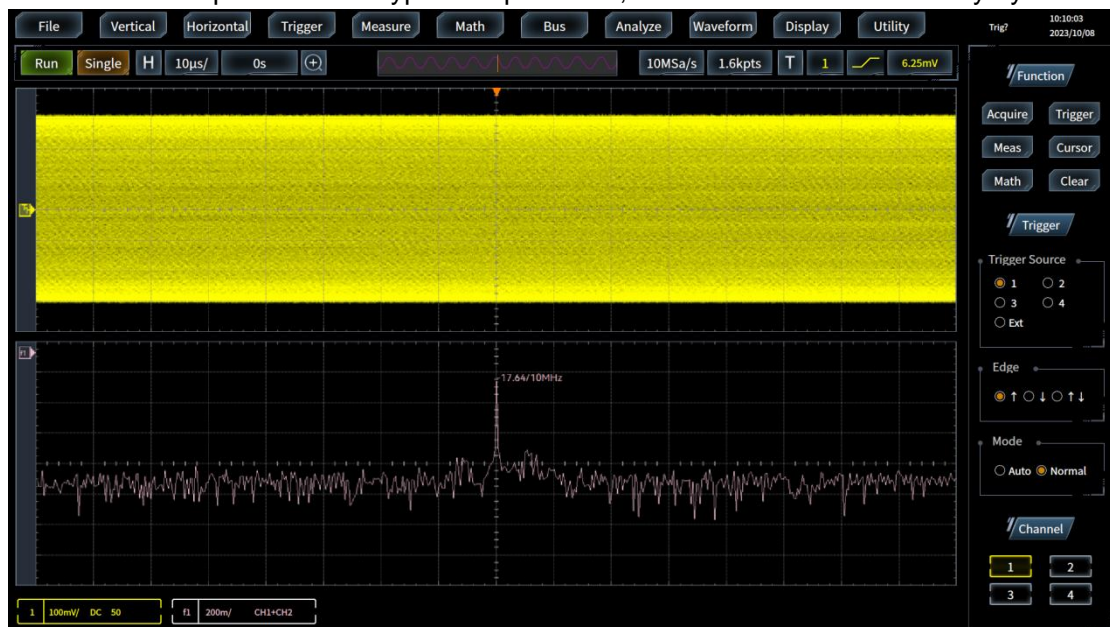 File Vertical Horizontal Trigger Measure Math Bus Analyze Waveform Display Utility Trig? 10:10:03
2023/10/08
Run Single H 10μs/ 0s 10MSa/s 1.6kpts T 1 6.25mV
Function
Acquire Trigger
Meas Cursor
Math Clear
Trigger
Trigger Source
1 2
3 4
Ext
Edge
↑ ↓ ↑↓
Mode
Auto Normal
Channel
1 2
3 4
f1
-17.64/10MHz
1 100mV/ DC 50 f1 200m/ CH1+CH2